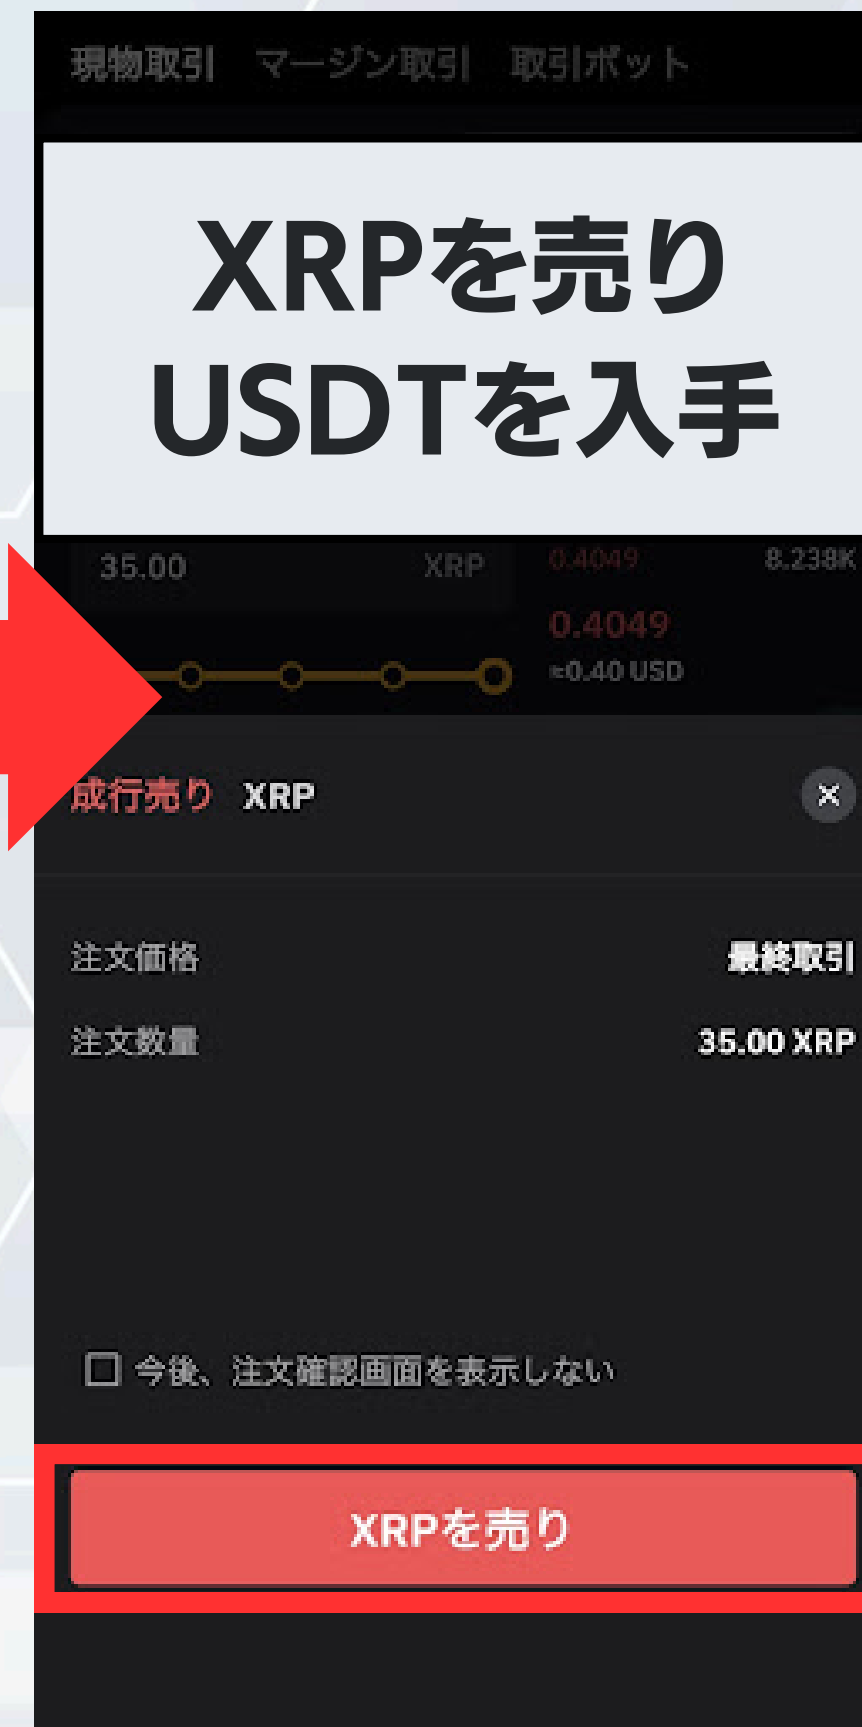 現物取引 マージン取引 取引ボット
XRPを売り
USDTを入手
35.00 XRP 0.4049 8.238K
0.4049
≈0.40 USD
成行売り XRP
注文価格 最終取引
注文数量 35.00 XRP
今後、注文確認画面を表示しない
XRPを売り